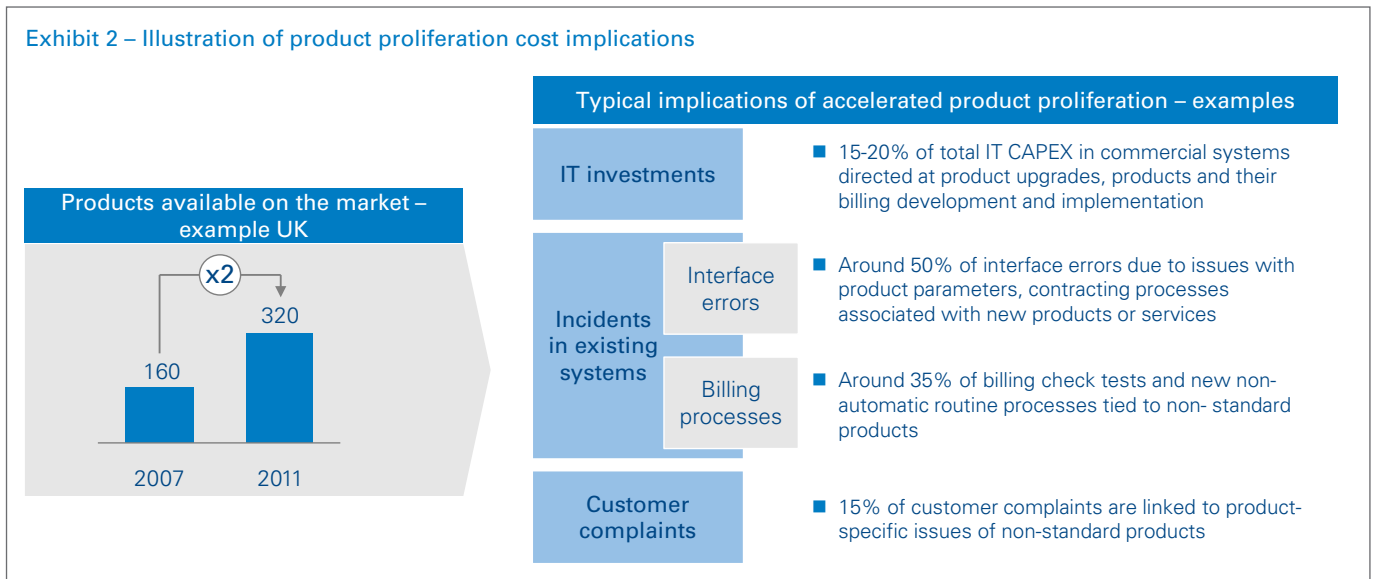 Exhibit 2 – Illustration of product proliferation cost implications
Products available on the market –
example UK
x2
320
160
2007
2011
Typical implications of accelerated product proliferation – examples
IT investments
■ 15-20% of total IT CAPEX in commercial systems
directed at product upgrades, products and their
billing development and implementation
Incidents
in existing
systems
Interface
errors
■ Around 50% of interface errors due to issues with
product parameters, contracting processes
associated with new products or services
Billing
processes
■ Around 35% of billing check tests and new non-
automatic routine processes tied to non- standard
products
Customer
complaints
■ 15% of customer complaints are linked to product-
specific issues of non-standard products